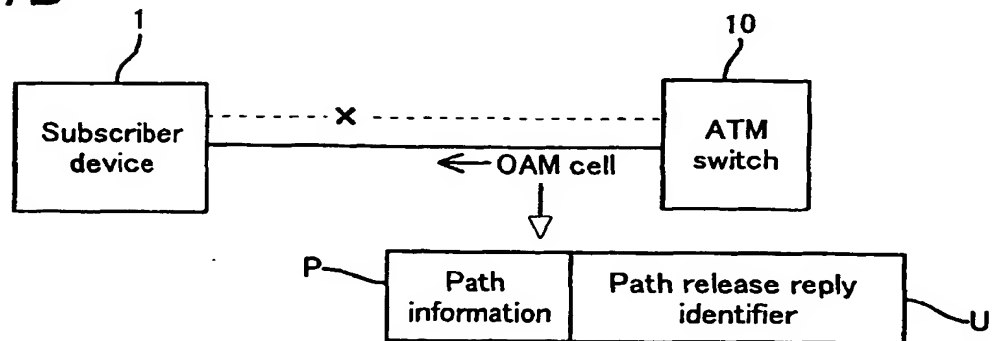 1
10
Subscriber
device
x
ATM
switch
OAM cell
P
Path
information
Path release reply
identifier
U